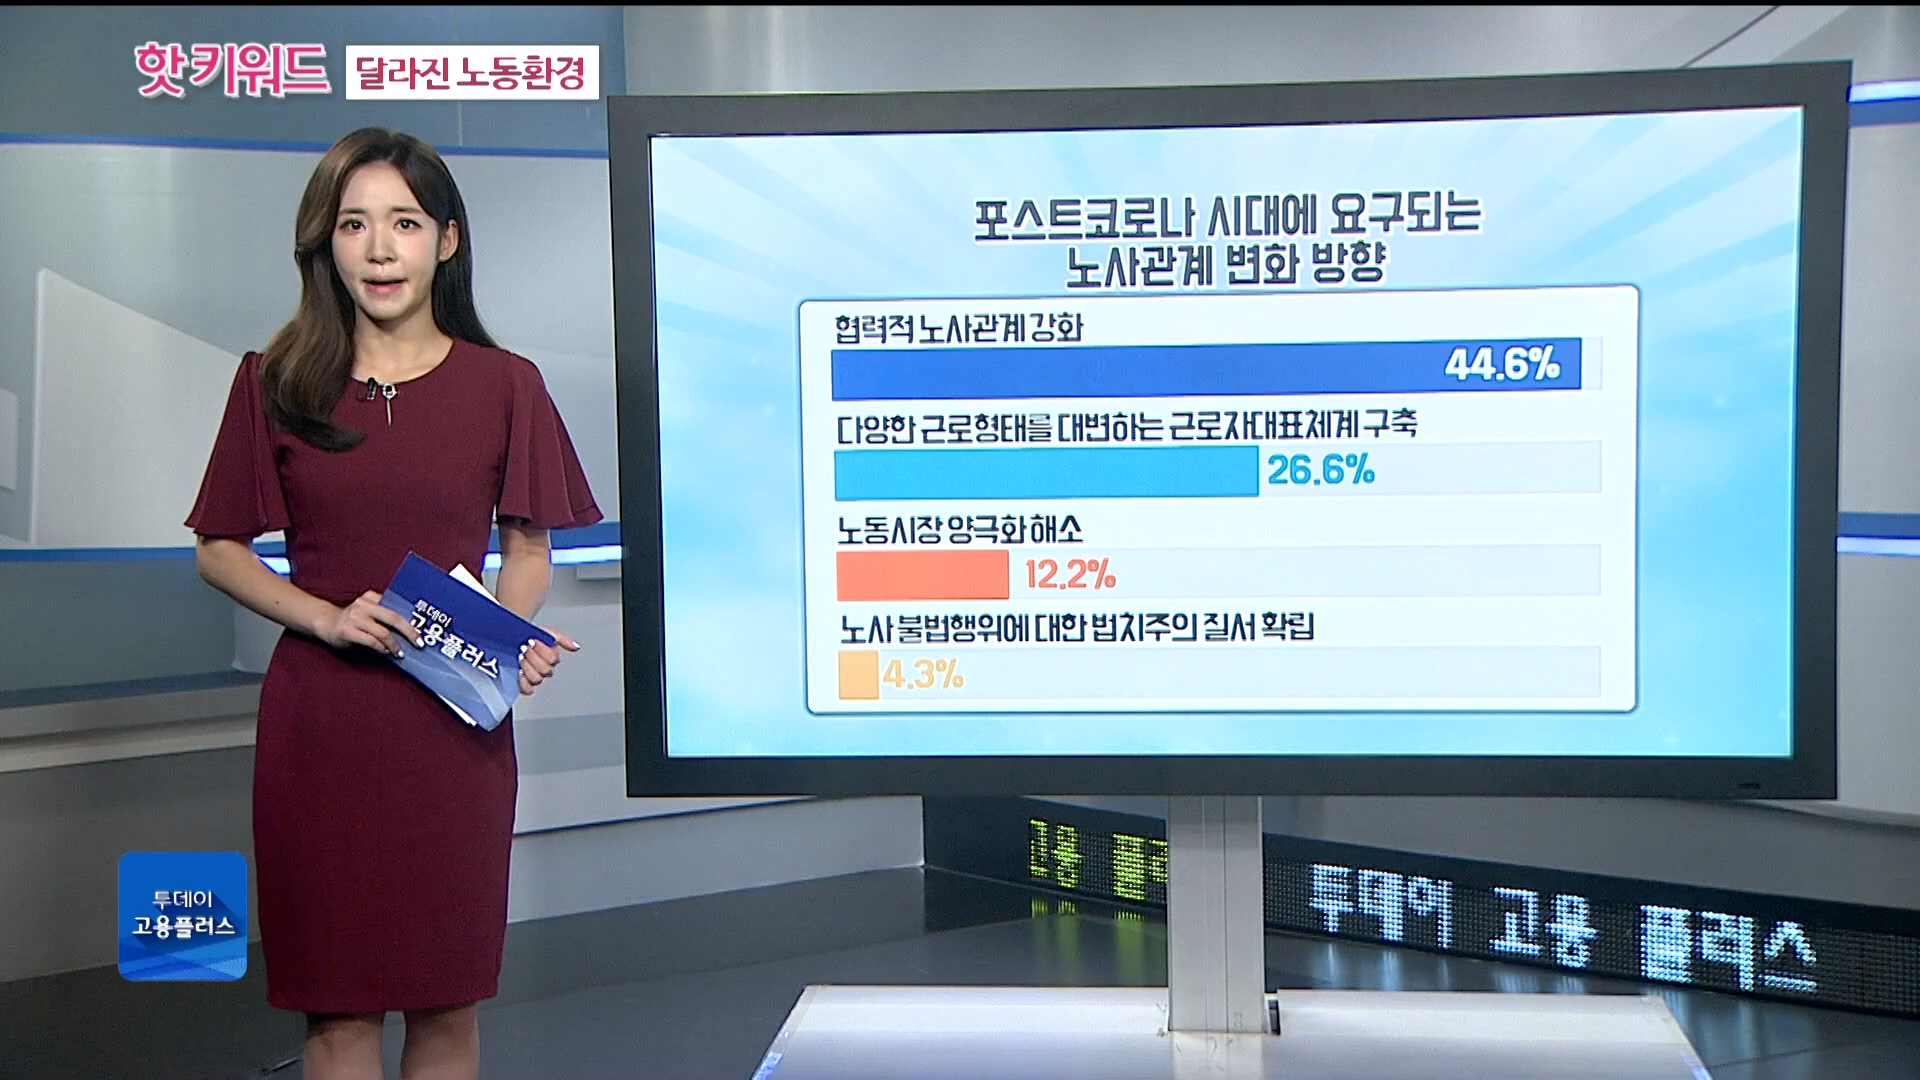 핫키워드 달라진 노동환경
포스트코로나 시대에 요구되는
노사관계 변화 방향
협력적 노사관계 강화
44.6%
다양한 근로형태를 대변하는 근로자대표체계 구축
26.6%
노동시장 양극화 해소
12.2%
노사 불법행위에 대한 법치주의 질서 확립
4.3%
투데이
고용플러스
투데이
고용플러스
고용 플러
투데이 고용 플러스